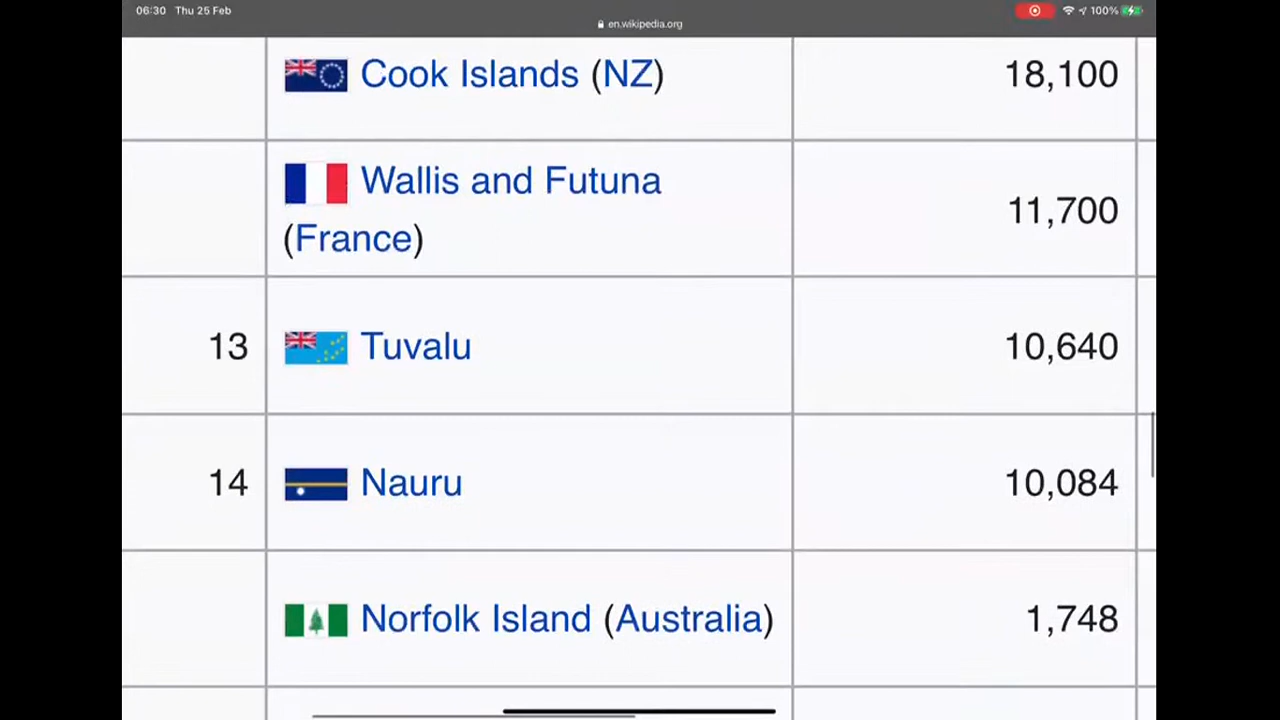 06:30 Thu 25 Feb
100%
en.wikipedia.org
Cook Islands (NZ) 18,100
Wallis and Futuna
(France) 11,700
13 Tuvalu 10,640
14 Nauru 10,084
Norfolk Island (Australia) 1,748